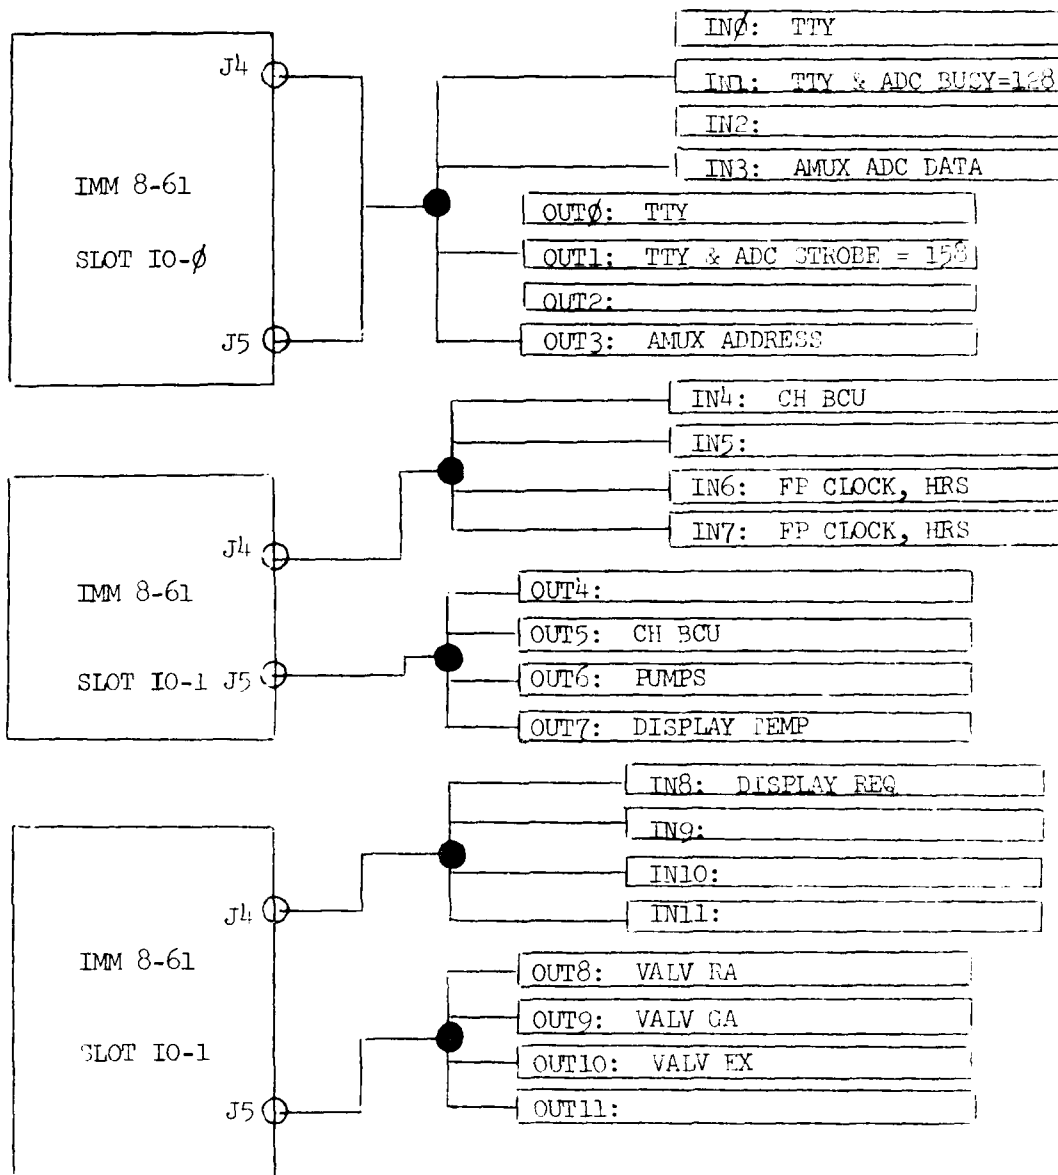 J4
IMM 8-61
SLOT IO-Ø
J5
INØ: TTY
IN1: TTY & ADC BUSY=128
IN2:
IN3: AMUX ADC DATA
OUTØ: TTY
OUT1: TTY & ADC STROBE = 158
OUT2:
OUT3: AMUX ADDRESS
J4
IMM 8-61
SLOT IO-1 J5
IN4: CH BCU
IN5:
IN6: FP CLOCK, HRS
IN7: FP CLOCK, HRS
OUT4:
OUT5: CH BCU
OUT6: PUMPS
OUT7: DISPLAY TEMP
J4
IMM 8-61
SLOT IO-1
J5
IN8: DISPLAY REQ
IN9:
IN10:
IN11:
OUT8: VALV RA
OUT9: VALV OA
OUT10: VALV EX
OUT11: